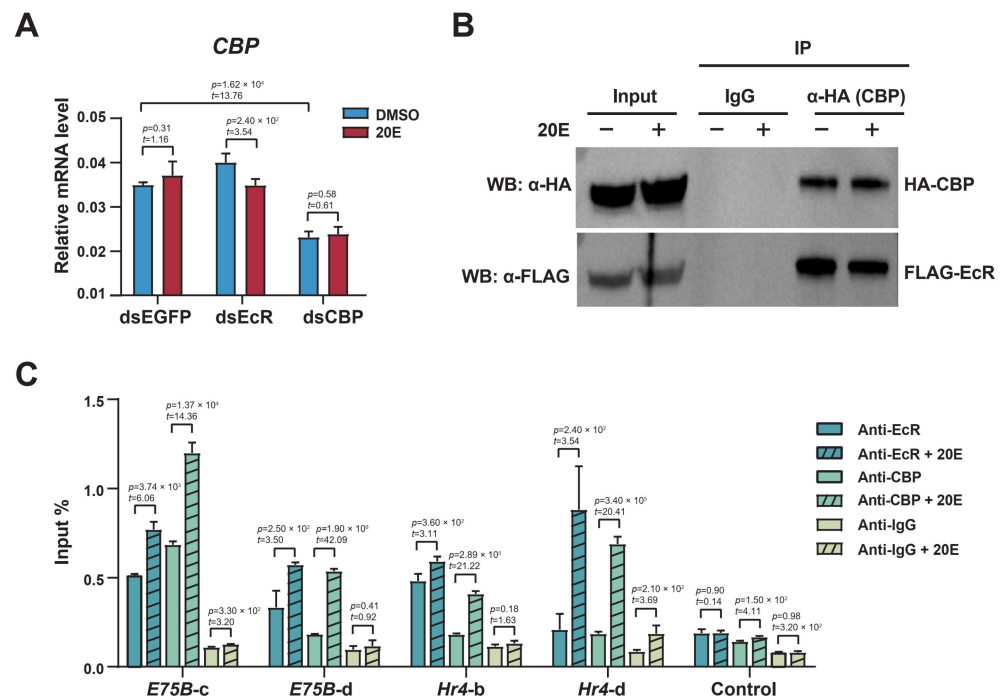 A
CBP
p=1.62 × 10⁴
t=13.76
DMSO
20E
p=0.31
t=1.16
p=2.40 × 10²
t=3.54
p=0.58
t=0.61
Relative mRNA level
0.05
0.04
0.03
0.02
0.01
dsEGFP
dsEcR
dsCBP
B
IP
Input
IgG
α-HA (CBP)
20E
− + − + − +
WB: α-HA
HA-CBP
WB: α-FLAG
FLAG-EcR
C
Input %
1.5
1.0
0.5
0.0
p=3.74 × 10³
t=6.06
p=1.37 × 10⁴
t=14.36
p=3.30 × 10²
t=3.20
p=2.50 × 10²
t=3.50
p=1.90 × 10⁶
t=42.09
p=0.41
t=0.92
p=3.60 × 10²
t=3.11
p=2.89 × 10⁵
t=21.22
p=0.18
t=1.63
p=2.40 × 10²
t=3.54
p=3.40 × 10⁵
t=20.41
p=2.10 × 10²
t=3.69
p=0.90
t=0.14
p=1.50 × 10²
t=4.11
p=0.98
t=3.20 × 10²
E75B-c
E75B-d
Hr4-b
Hr4-d
Control
Anti-EcR
Anti-EcR + 20E
Anti-CBP
Anti-CBP + 20E
Anti-IgG
Anti-IgG + 20E